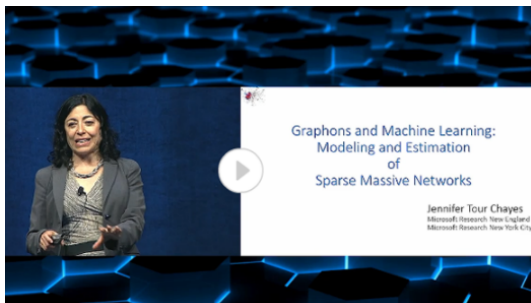 Graphons and Machine Learning:
Modeling and Estimation
of
Sparse Massive Networks
Jennifer Tour Chayes
Microsoft Research New England
Microsoft Research New York City